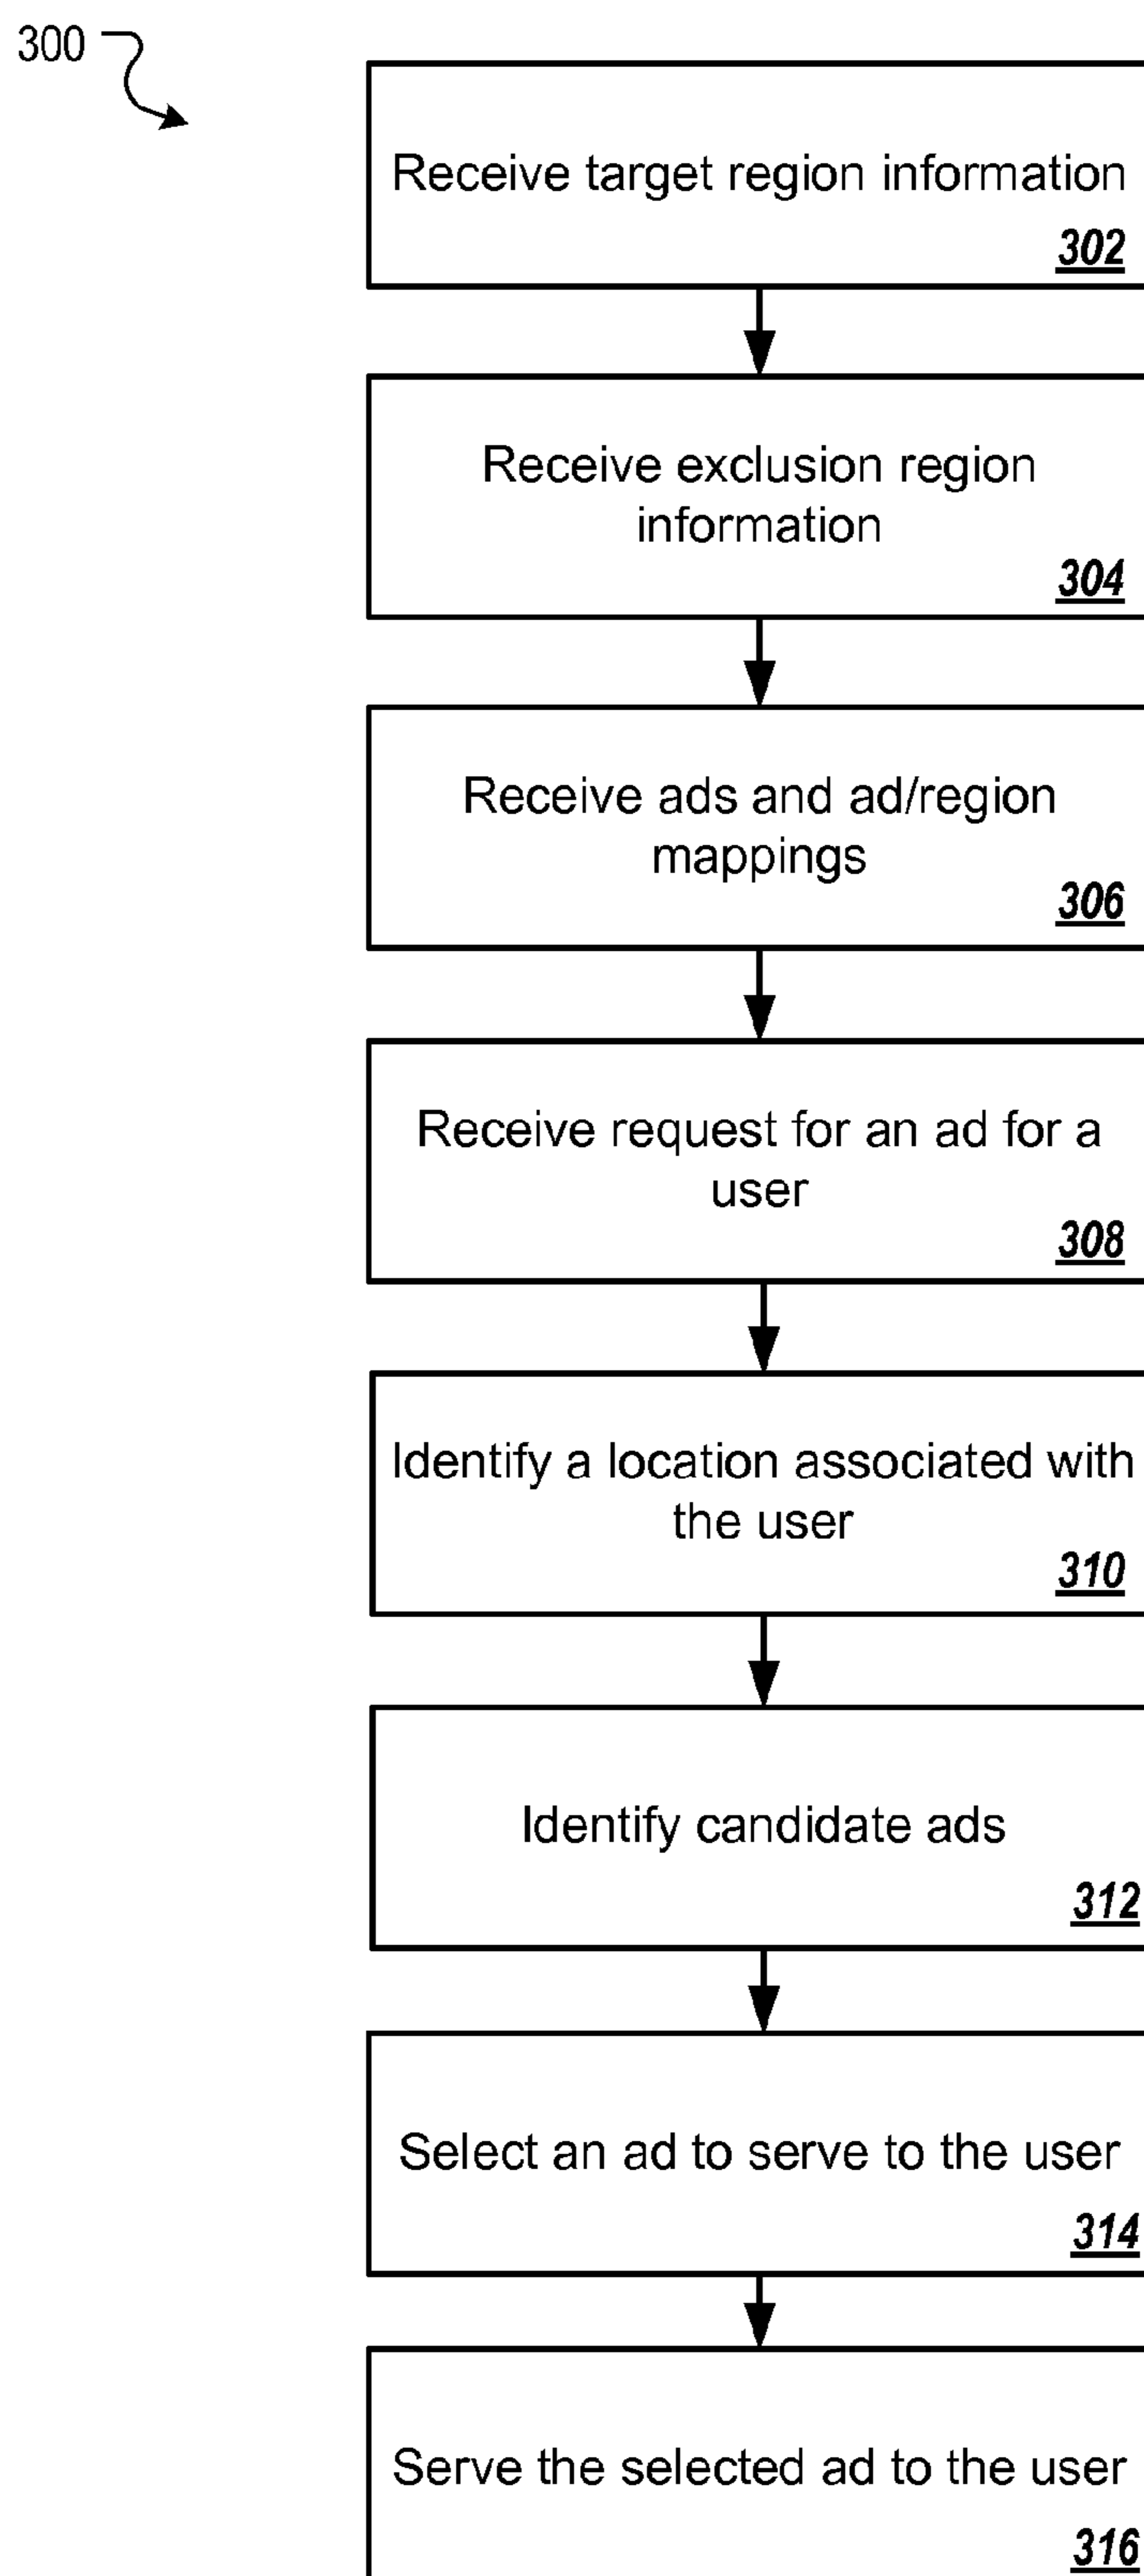 300
Receive target region information
302
Receive exclusion region
information
304
Receive ads and ad/region
mappings
306
Receive request for an ad for a
user
308
Identify a location associated with
the user
310
Identify candidate ads
312
Select an ad to serve to the user
314
Serve the selected ad to the user
316